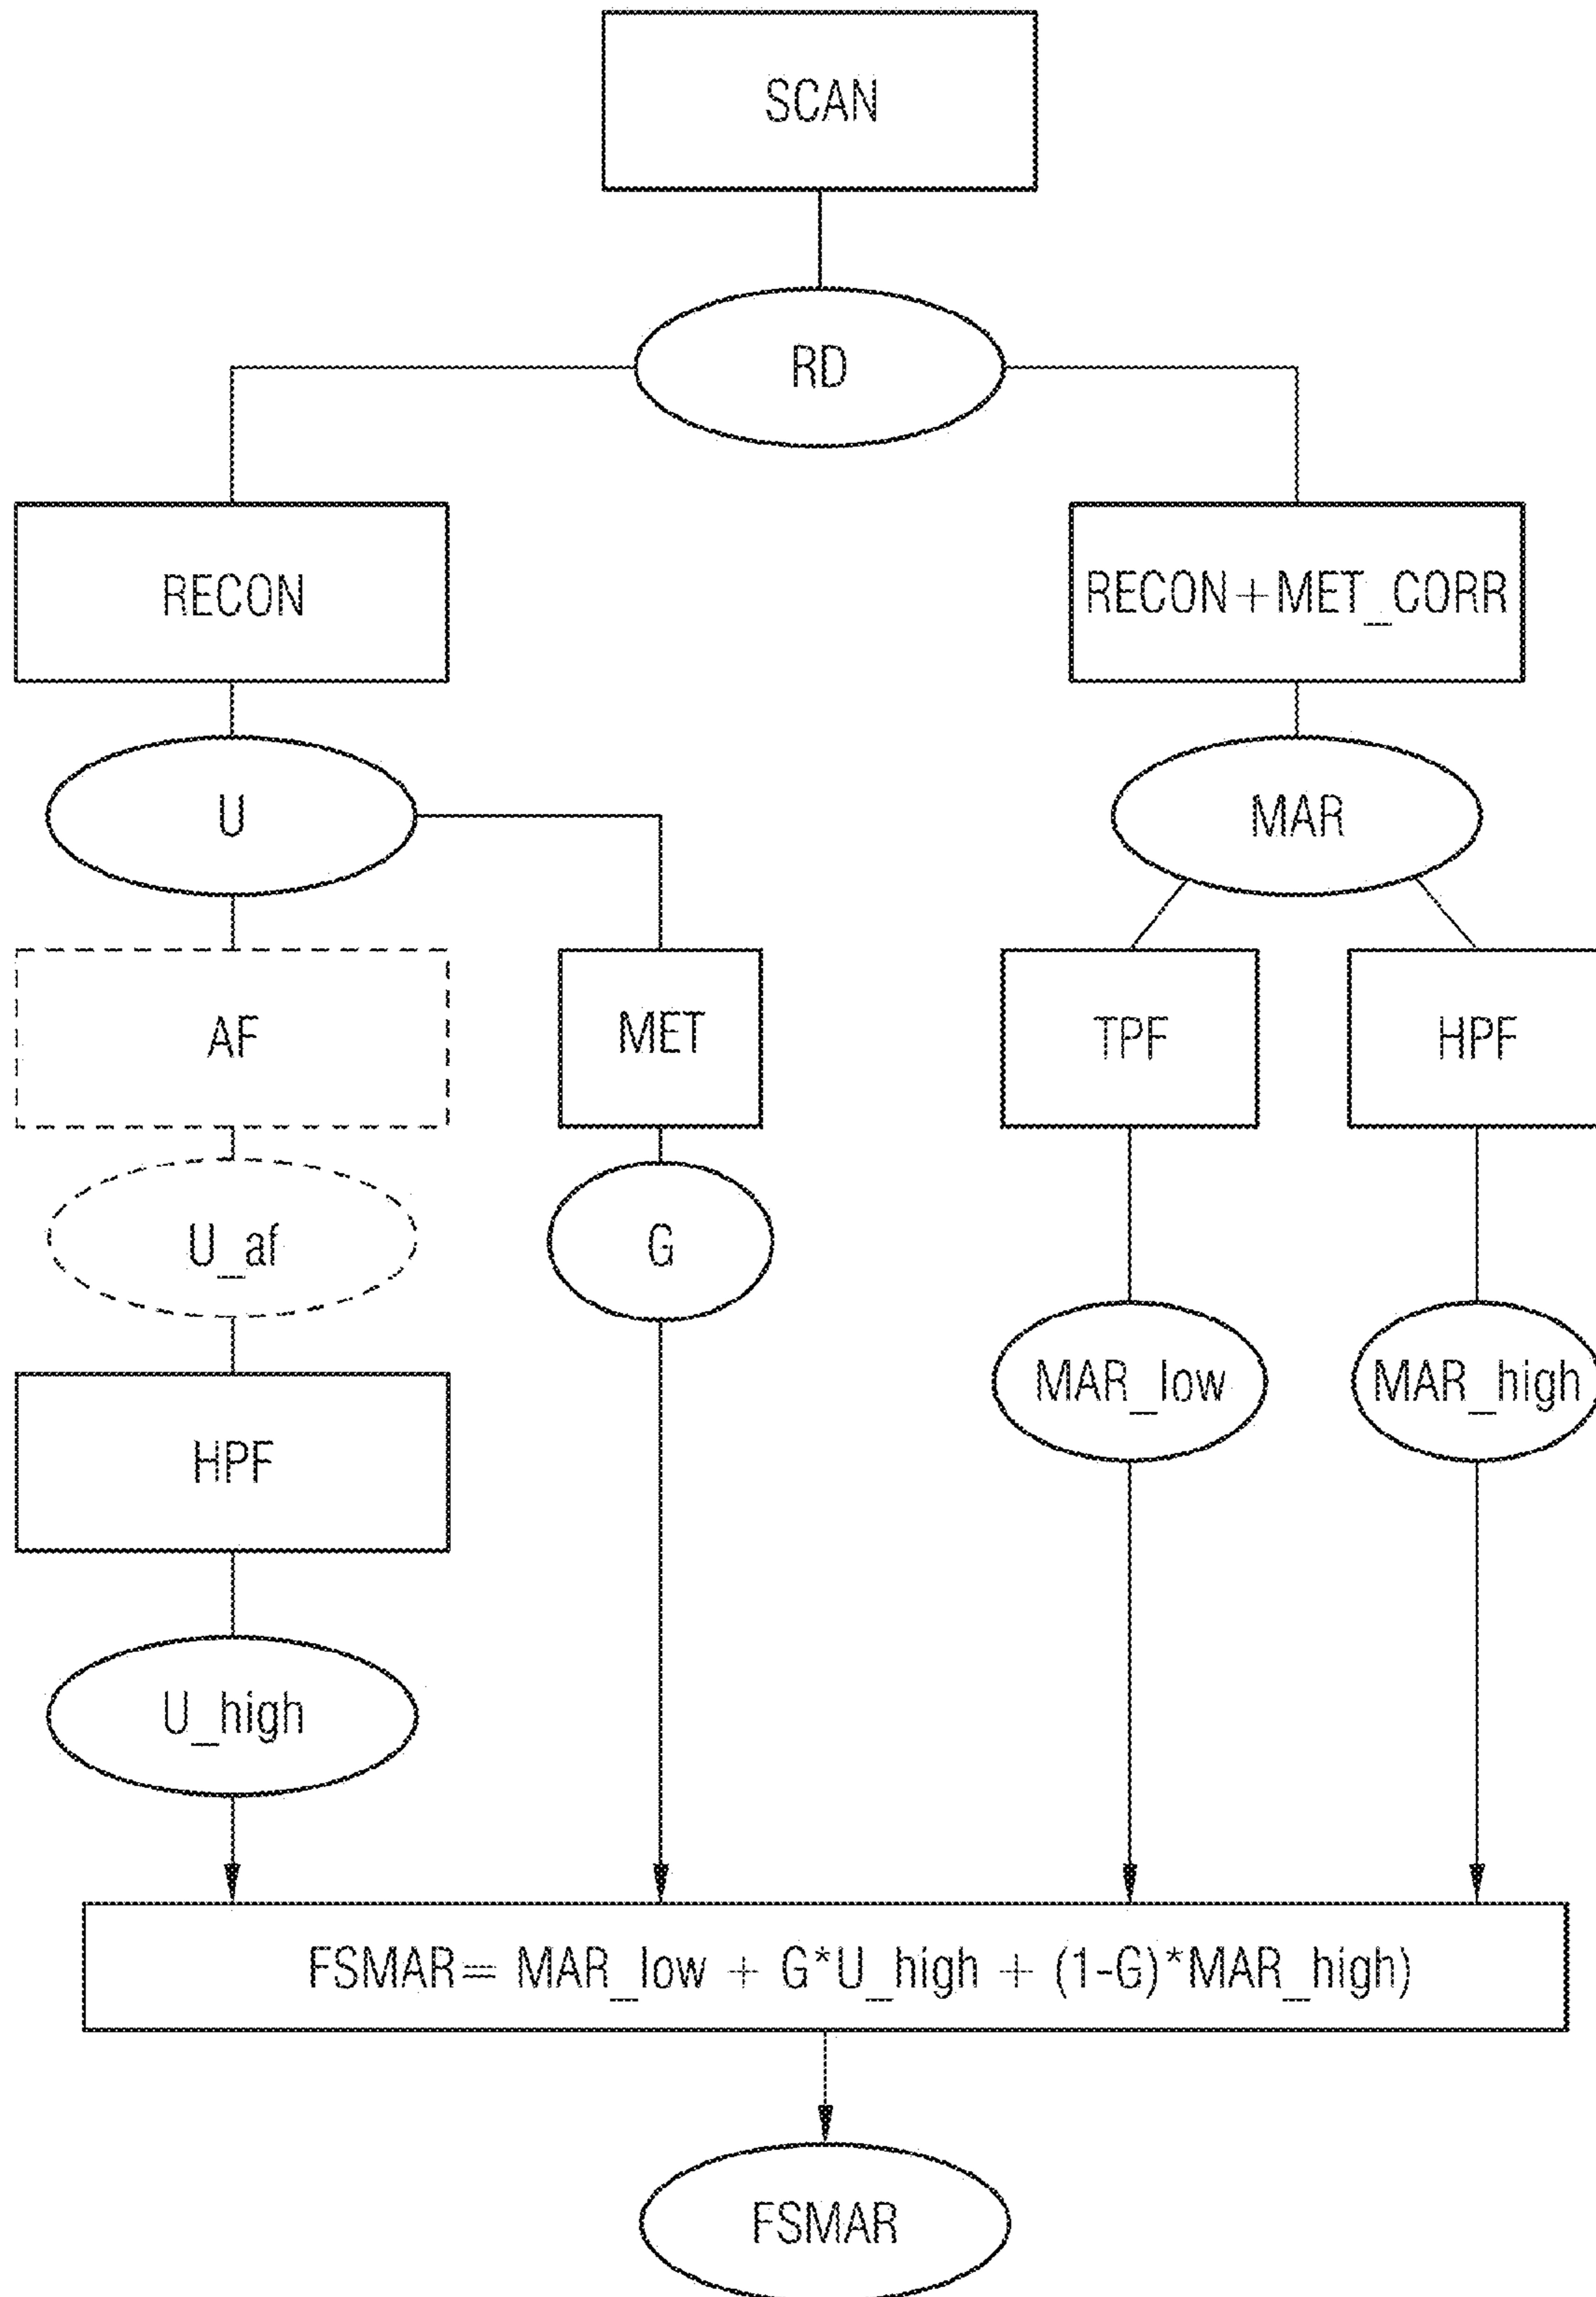 SCAN
RD
RECON
RECON+MET_CORR
U
MAR
AF
MET
TPF
HPF
U_af
G
MAR_low
MAR_high
HPF
U_high
FSMAR= MAR_low + G*U_high + (1-G)*MAR_high)
FSMAR